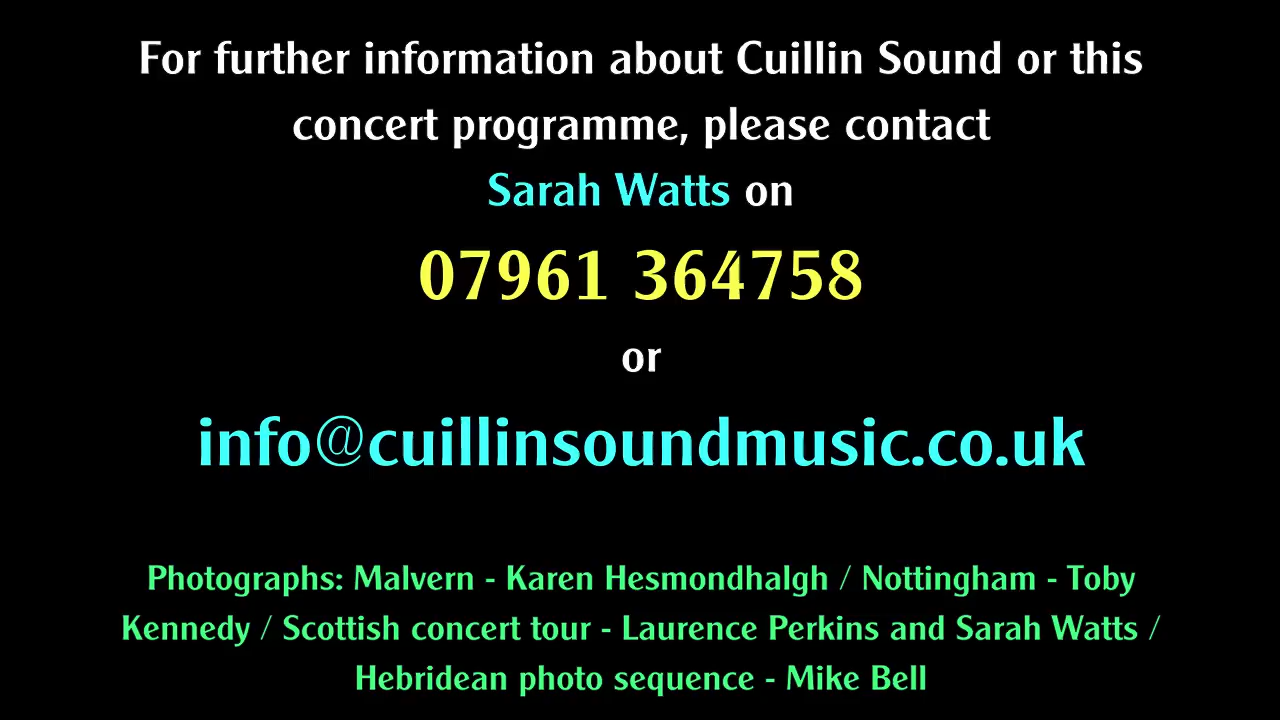 For further information about Cuillin Sound or this
concert programme, please contact
Sarah Watts on
07961 364758
or
info@cuillinsoundmusic.co.uk
Photographs: Malvern - Karen Hesmondhalgh / Nottingham - Toby
Kennedy / Scottish concert tour - Laurence Perkins and Sarah Watts /
Hebridean photo sequence - Mike Bell